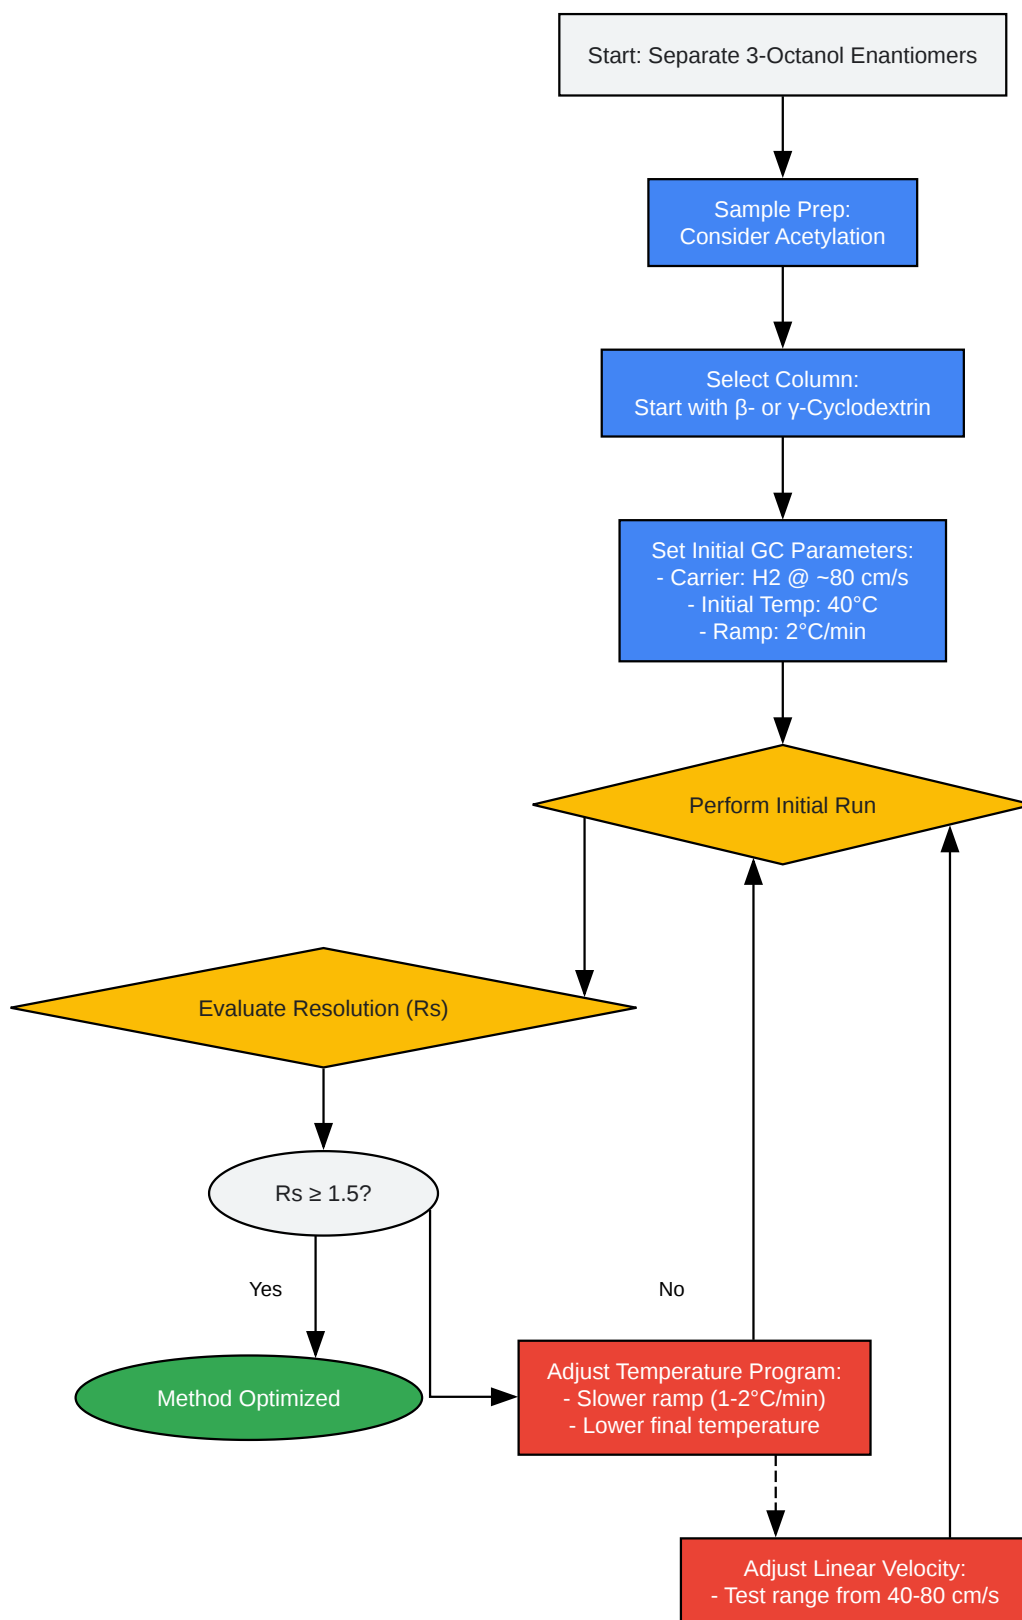 Start: Separate 3-Octanol Enantiomers
Sample Prep:
Consider Acetylation
Select Column:
Start with β- or γ-Cyclodextrin
Set Initial GC Parameters:
- Carrier: H2 @ ~80 cm/s
- Initial Temp: 40°C
- Ramp: 2°C/min
Perform Initial Run
Evaluate Resolution (Rs)
Rs ≥ 1.5?
Yes
No
Method Optimized
Adjust Temperature Program:
- Slower ramp (1-2°C/min)
- Lower final temperature
Adjust Linear Velocity:
- Test range from 40-80 cm/s